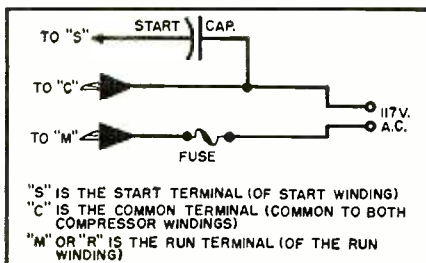 START CAP.
TO "S"
TO "C"
117V.
A.C.
TO "M"
FUSE
"S" IS THE START TERMINAL (OF START WINDING)
"C" IS THE COMMON TERMINAL (COMMON TO BOTH
COMPRESSOR WINDINGS)
"M" OR "R" IS THE RUN TERMINAL (OF THE RUN
WINDING)